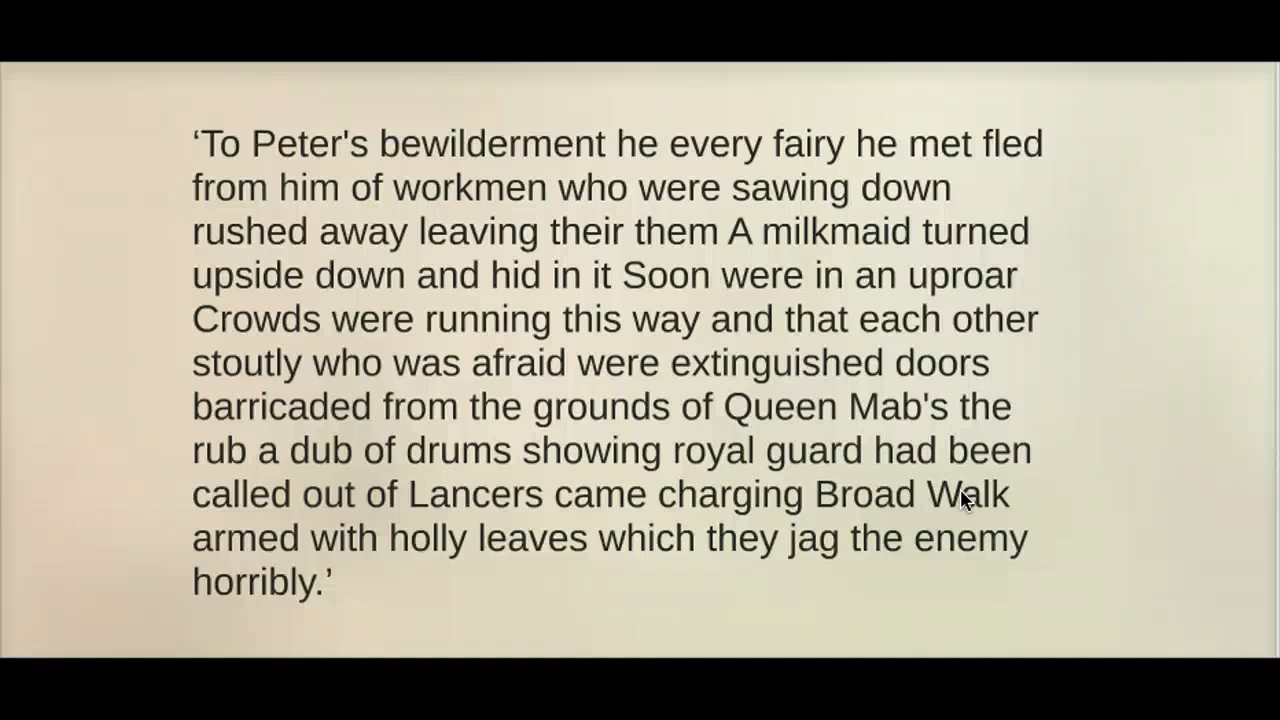 ‘To Peter's bewilderment he every fairy he met fled
from him of workmen who were sawing down
rushed away leaving their them A milkmaid turned
upside down and hid in it Soon were in an uproar
Crowds were running this way and that each other
stoutly who was afraid were extinguished doors
barricaded from the grounds of Queen Mab's the
rub a dub of drums showing royal guard had been
called out of Lancers came charging Broad Walk
armed with holly leaves which they jag the enemy
horribly.’